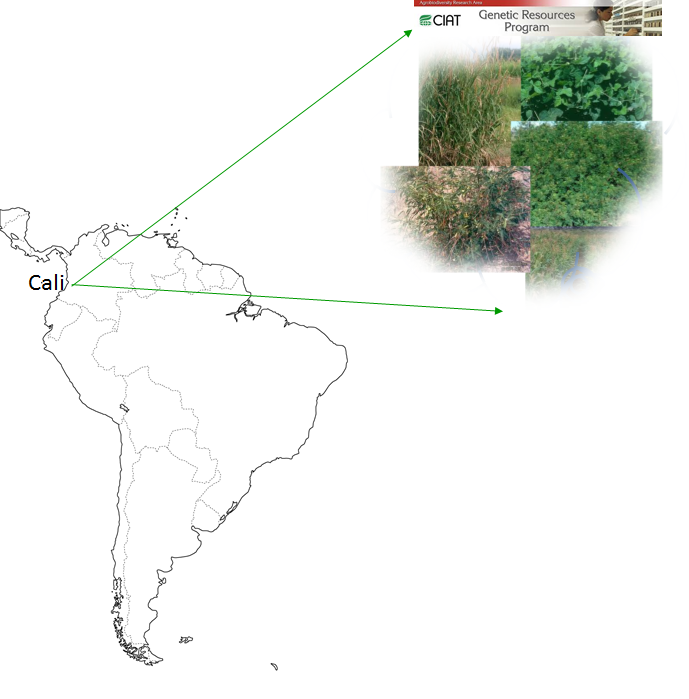 Agrobiodiversity Research Area
CIAT
Genetic Resources
Program
Cali